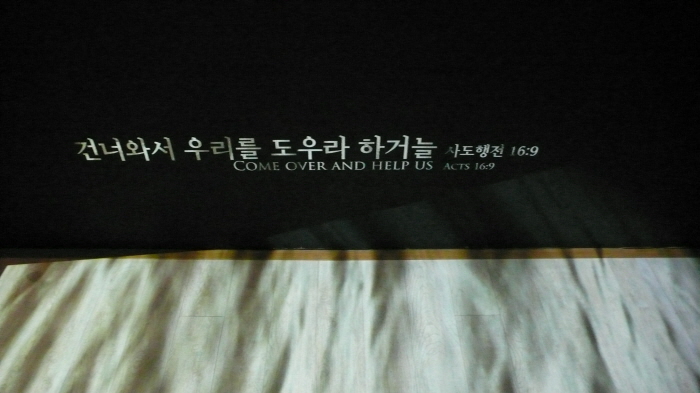 건너와서 우리를 도우라 하거늘 사도행전 16:9
COME OVER AND HELP US ACTS 16:9